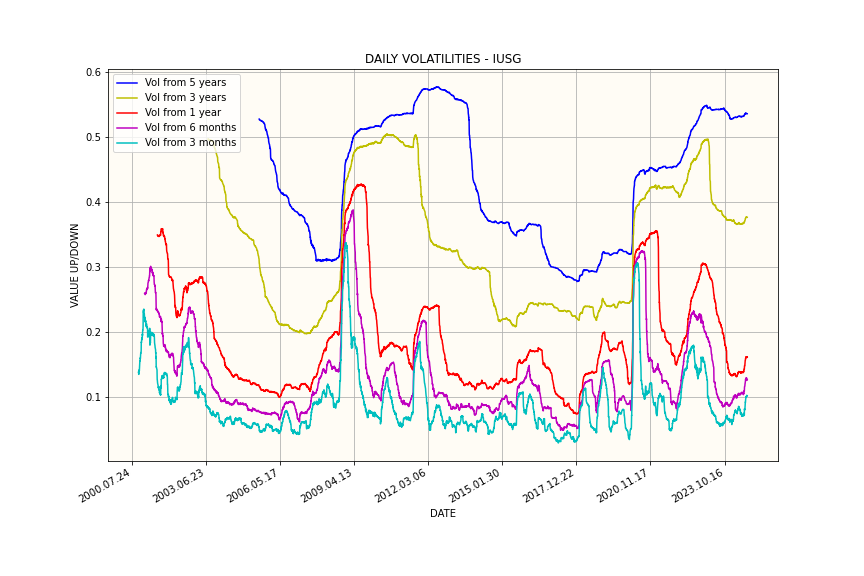 DAILY VOLATILITIES - IUSG
Vol from 5 years
Vol from 3 years
Vol from 1 year
Vol from 6 months
Vol from 3 months
VALUE UP/DOWN
0.6
0.5
0.4
0.3
0.2
0.1
2000.07.24
2003.06.23
2006.05.17
2009.04.13
2012.03.06
2015.01.30
2017.12.22
2020.11.17
2023.10.16
DATE